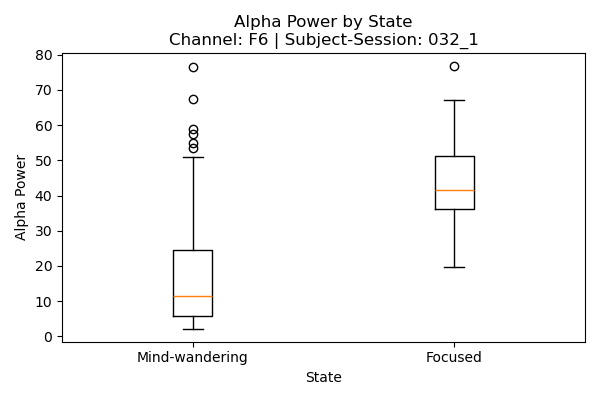 Alpha Power by State
Channel: F6 | Subject-Session: 032_1
80
70
60
50
40
30
20
10
0
Alpha Power
Mind-wandering
Focused
State